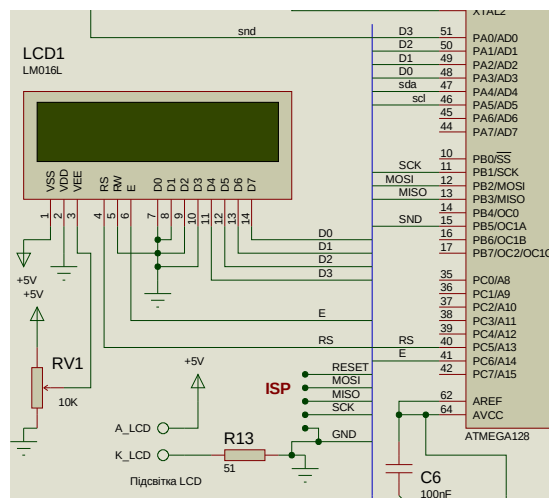 XTAL2
snd
LCD1
LM016L
VSS
VDD
VEE
RS
RW
E
D0
D1
D2
D3
D4
D5
D6
D7
1
2
3
4
5
6
7
8
9
10
11
12
13
14
+5V
+5V
RV1
10K
D0
D1
D2
D3
E
RS
+5V
A_LCD
K_LCD
R13
51
Підсвітка LCD
ISP
RESET
MOSI
MISO
SCK
GND
D3 51 PA0/AD0
D2 50 PA1/AD1
D1 49 PA2/AD2
D0 48 PA3/AD3
sda 47 PA4/AD4
scl 46 PA5/AD5
45 PA6/AD6
44 PA7/AD7
10 PB0/SS
SCK 11 PB1/SCK
MOSI 12 PB2/MOSI
MISO 13 PB3/MISO
14 PB4/OC0
SND 15 PB5/OC1A
16 PB6/OC1B
17 PB7/OC2/OC1C
35 PC0/A8
36 PC1/A9
37 PC2/A10
38 PC3/A11
39 PC4/A12
RS 40 PC5/A13
E 41 PC6/A14
42 PC7/A15
62 AREF
64 AVCC
ATMEGA128
C6
100nF